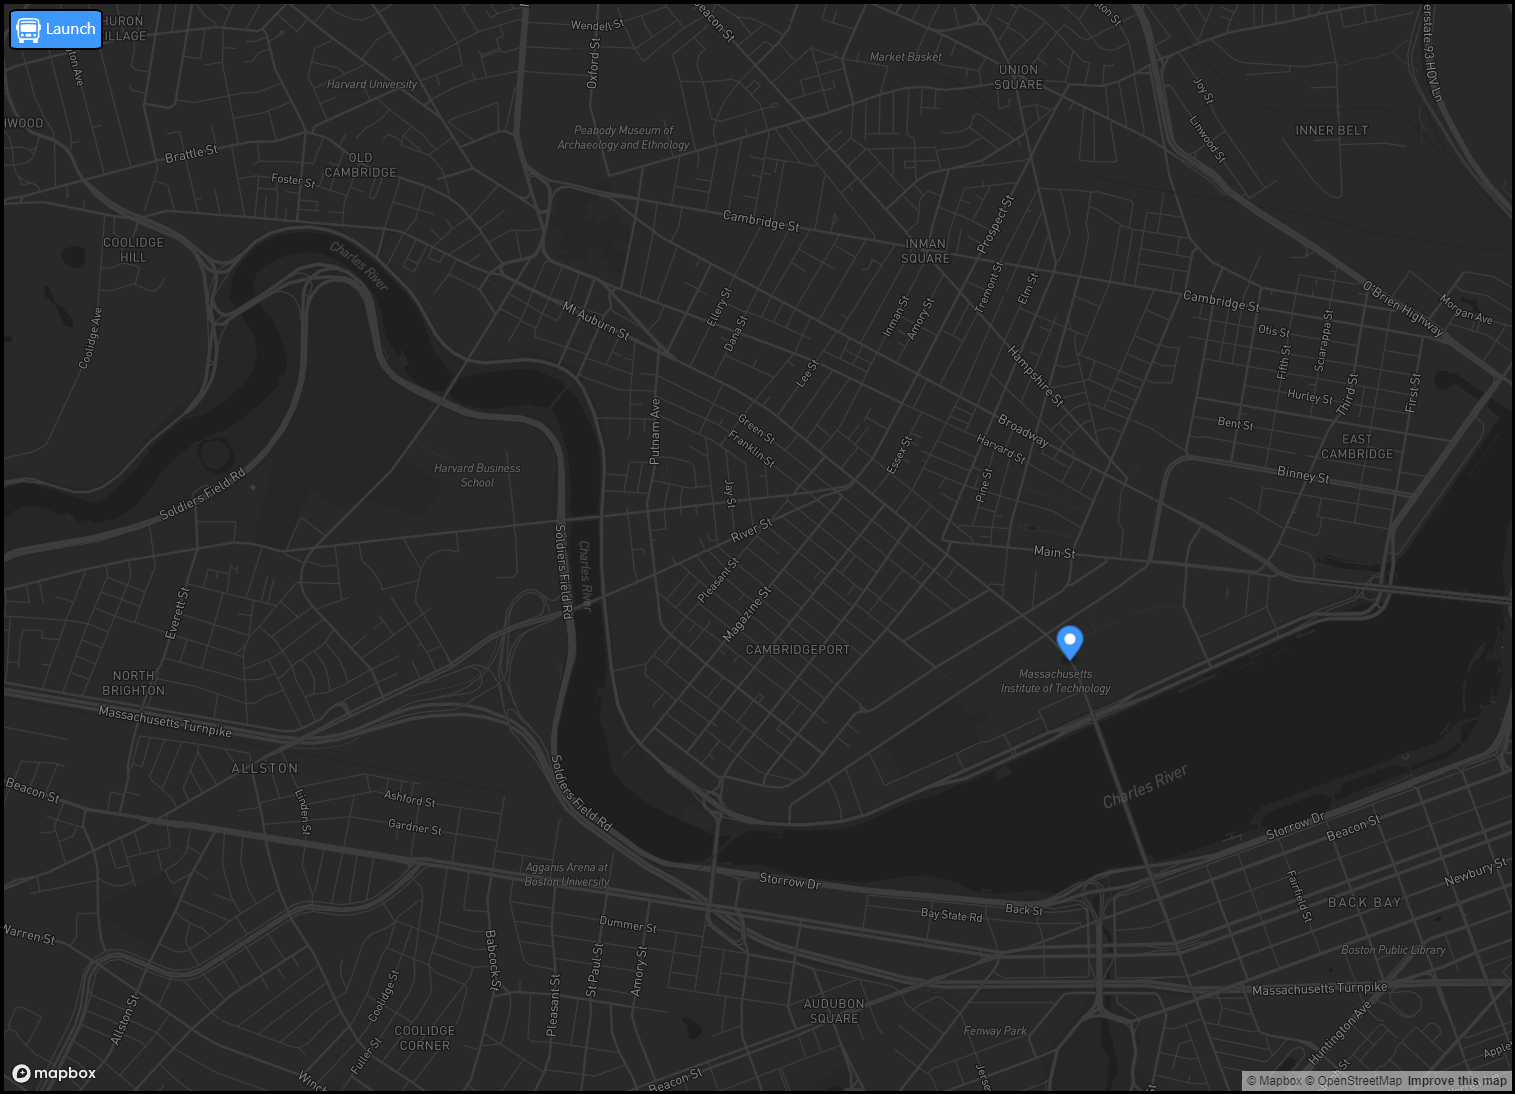 Launch
HURON
VILLAGE
Wendell St
Beacon St
Oxford St
Market Basket
UNION
SQUARE
Harvard University
Joy St
Linwood St
INNER BELT
Peabody Museum of
Archaeology and Ethnology
Brattle St
OLD
CAMBRIDGE
Foster St
Cambridge St
Prospect St
COOLIDGE
HILL
Charles River
INMAN
SQUARE
Tremont St
Elm St
Cambridge St
O'Brien Highway
Morgan Ave
Mt Auburn St
Ellery St
Dana St
Inman St
Amory St
Otis St
Sciarappa St
Fifth St
Coolidge Ave
Lee St
Hampshire St
Hurley St
Third St
First St
Putnam Ave
Green St
Franklin St
Broadway
Harvard St
Bent St
EAST
CAMBRIDGE
Essex St
Harvard Business
School
Pine St
Binney St
Jay St
Soldiers Field Rd
River St
Main St
Soldiers Field Rd
Charles River
Pleasant St
Magazine St
Everett St
CAMBRIDGEPORT
Massachusetts
Institute of Technology
NORTH
BRIGHTON
Massachusetts Turnpike
ALLSTON
Beacon St
Linden St
Ashford St
Gardner St
Soldiers Field Rd
Charles River
Storrow Dr
Beacon St
Agganis Arena at
Boston University
Storrow Dr
Newbury St
Fairfield St
BACK BAY
Bay State Rd
Back St
Dummer St
Warren St
Babcock St
St Paul St
Amory St
Boston Public Library
Coolidge St
Pleasant St
Massachusetts Turnpike
Allston St
AUDUBON
SQUARE
Fenway Park
COOLIDGE
CORNER
Fuller St
Huntington Ave
Beacon St
mapbox
© Mapbox © OpenStreetMap Improve this map